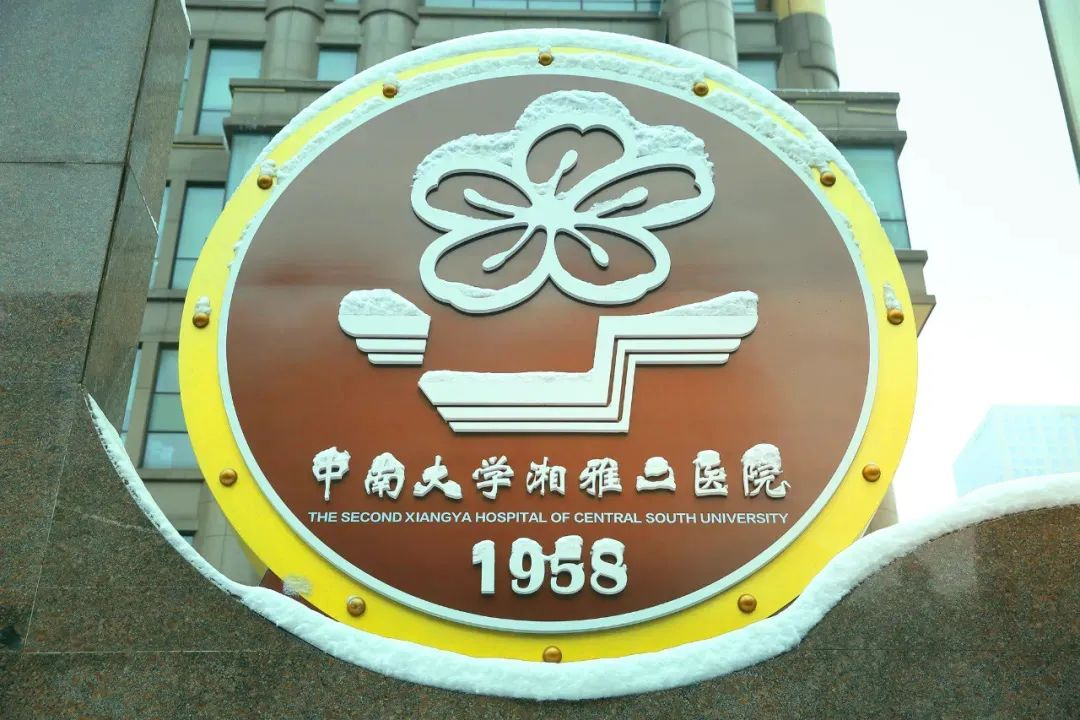 中南大学湘雅二医院
THE SECOND XIANGYA HOSPITAL OF CENTRAL SOUTH UNIVERSITY
1958